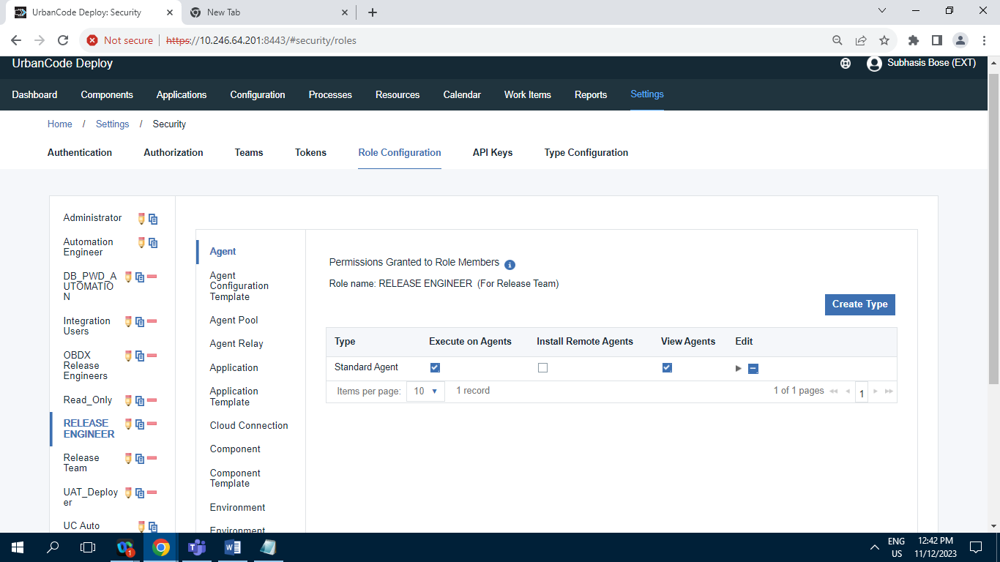 UrbanCode Deploy: Security
New Tab
Not secure
https://10.246.64.201:8443/#security/roles
UrbanCode Deploy
Subhasis Bose (EXT)
Dashboard
Components
Applications
Configuration
Processes
Resources
Calendar
Work Items
Reports
Settings
Home / Settings / Security
Authentication
Authorization
Teams
Tokens
Role Configuration
API Keys
Type Configuration
Administrator
Automation
Engineer
DB_PWD_A
UTOMATIO
N
Integration
Users
OBDX
Release
Engineers
Read_Only
RELEASE
ENGINEER
Release
Team
UAT_Deploy
er
UC Auto
Agent
Agent
Configuration
Template
Agent Pool
Agent Relay
Application
Application
Template
Cloud Connection
Component
Component
Template
Environment
Environment
Permissions Granted to Role Members
Role name: RELEASE ENGINEER (For Release Team)
Create Type
Type Execute on Agents Install Remote Agents View Agents Edit
Standard Agent
Items per page: 10 1 record 1 of 1 pages 1
1
ENG
US
12:42 PM
11/12/2023